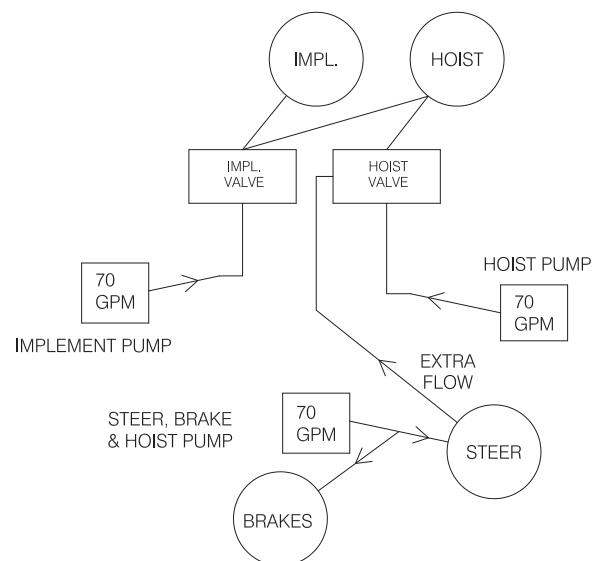 IMPL.
HOIST
IMPL.
VALVE
HOIST
VALVE
70
GPM
IMPLEMENT PUMP
HOIST PUMP
70
GPM
EXTRA
FLOW
STEER, BRAKE
& HOIST PUMP
70
GPM
STEER
BRAKES